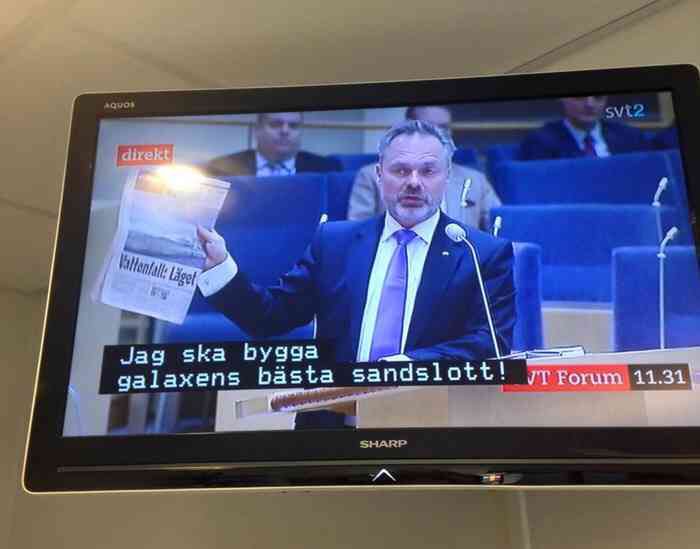 AQUOS
svt2
direkt
Vattenfall: Läget
Jag ska bygga
galaxens bästa sandslott!
SVT Forum 11.31
SHARP